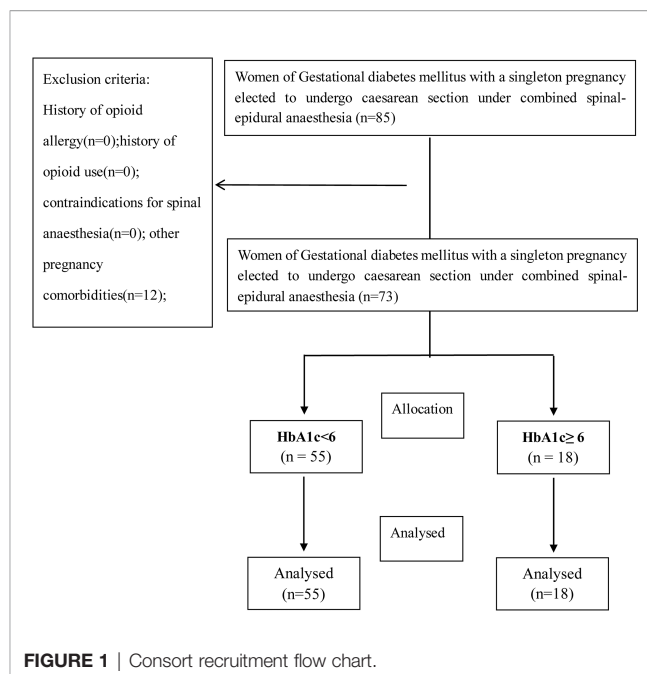 Women of Gestational diabetes mellitus with a singleton pregnancy
elected to undergo caesarean section under combined spinal-
epidural anaesthesia (n=85)
Exclusion criteria:
History of opioid
allergy(n=0);history of
opioid use(n=0);
contraindications for spinal
anaesthesia(n=0); other
pregnancy
comorbidities(n=12);
Women of Gestational diabetes mellitus with a singleton pregnancy
elected to undergo caesarean section under combined spinal-
epidural anaesthesia (n=73)
Allocation
HbA1c<6
(n = 55)
HbA1c≥ 6
(n = 18)
Analysed
Analysed
(n=55)
Analysed
(n=18)
FIGURE 1 | Consort recruitment flow chart.